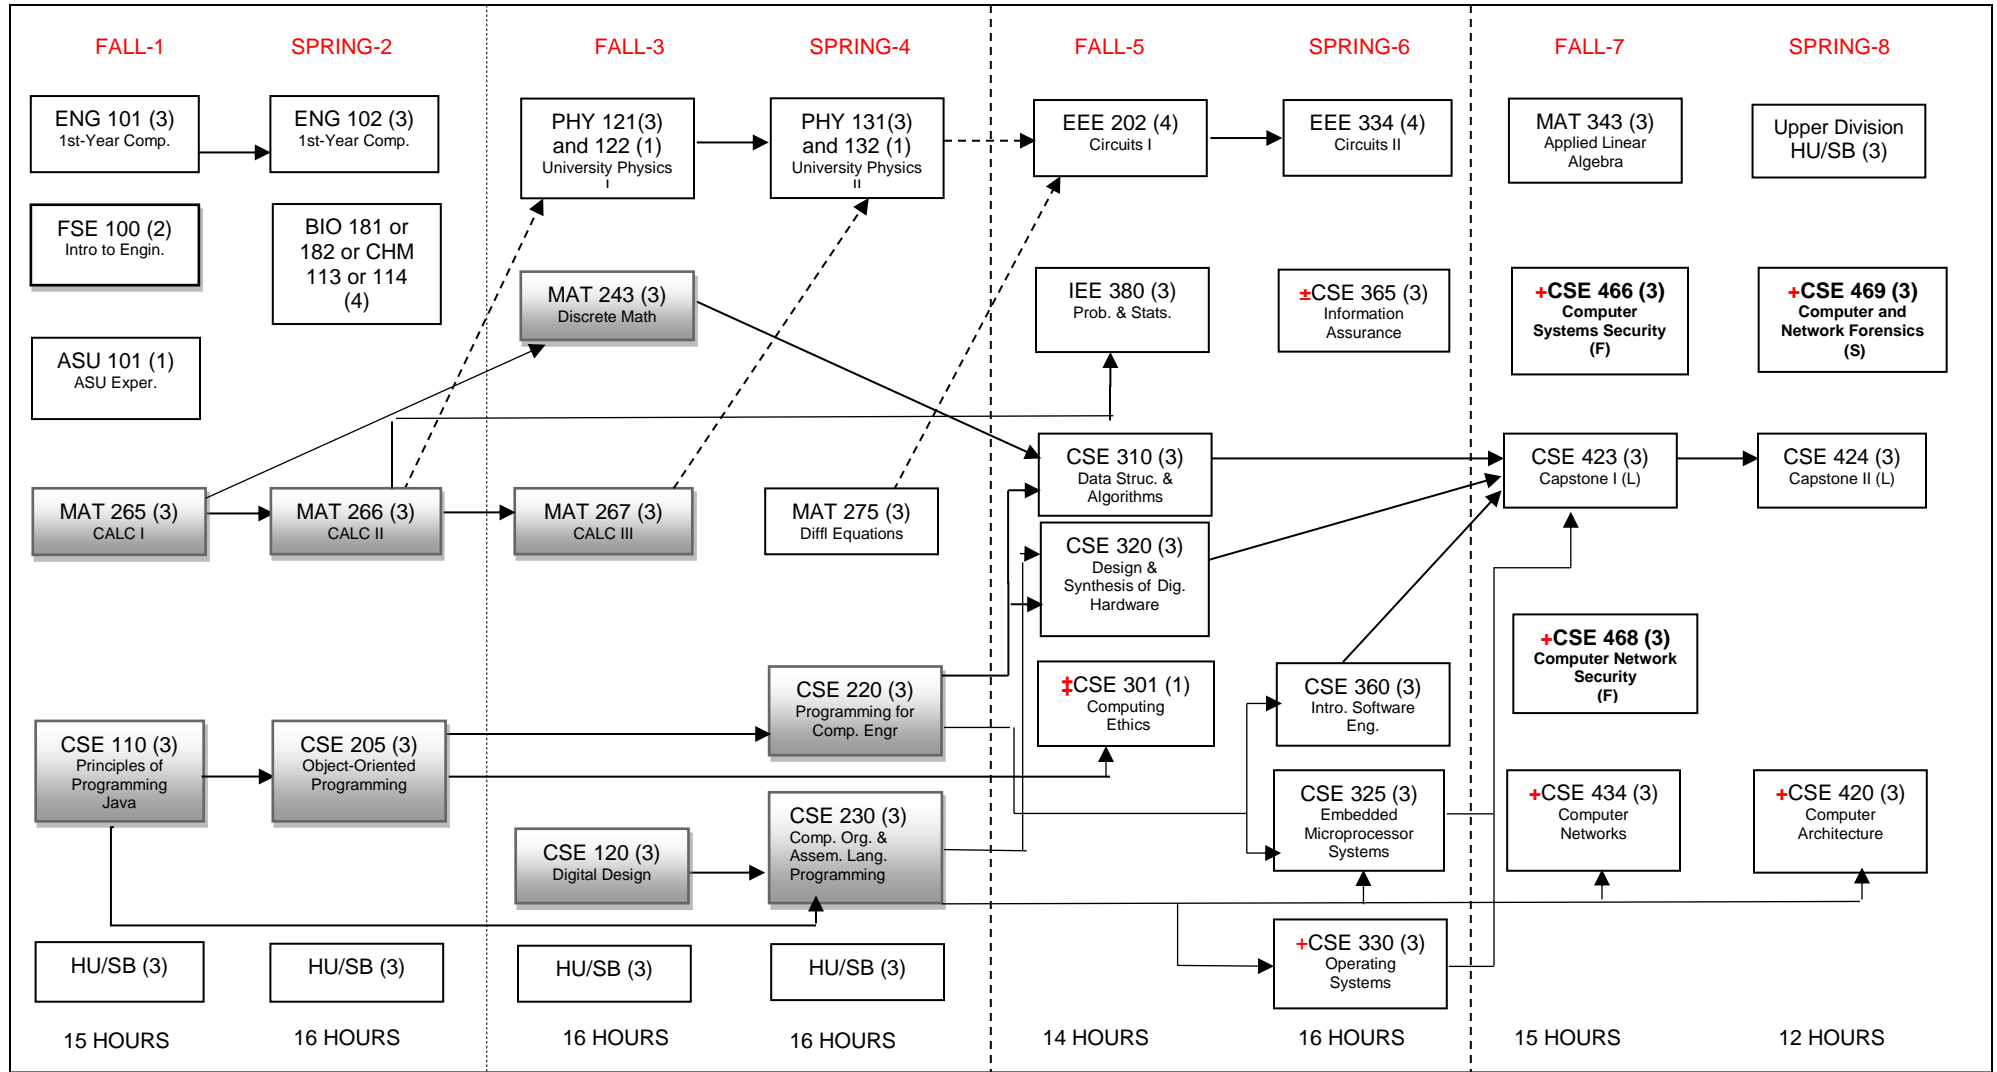 FALL-1
SPRING-2
FALL-3
SPRING-4
FALL-5
SPRING-6
FALL-7
SPRING-8
ENG 101 (3)
1st-Year Comp.
ENG 102 (3)
1st-Year Comp.
PHY 121(3)
and 122 (1)
University Physics
I
PHY 131(3)
and 132 (1)
University Physics
II
EEE 202 (4)
Circuits I
EEE 334 (4)
Circuits II
MAT 343 (3)
Applied Linear
Algebra
Upper Division
HU/SB (3)
FSE 100 (2)
Intro to Engin.
BIO 181 or
182 or CHM
113 or 114
(4)
MAT 243 (3)
Discrete Math
IEE 380 (3)
Prob. & Stats.
±CSE 365 (3)
Information
Assurance
+CSE 466 (3)
Computer
Systems Security
(F)
+CSE 469 (3)
Computer and
Network Forensics
(S)
ASU 101 (1)
ASU Exper.
MAT 265 (3)
CALC I
MAT 266 (3)
CALC II
MAT 267 (3)
CALC III
MAT 275 (3)
Diffl Equations
CSE 310 (3)
Data Struc. &
Algorithms
CSE 423 (3)
Capstone I (L)
CSE 424 (3)
Capstone II (L)
CSE 320 (3)
Design &
Synthesis of Dig.
Hardware
CSE 220 (3)
Programming for
Comp. Engr
‡CSE 301 (1)
Computing
Ethics
CSE 360 (3)
Intro. Software
Eng.
+CSE 468 (3)
Computer Network
Security
(F)
CSE 110 (3)
Principles of
Programming
Java
CSE 205 (3)
Object-Oriented
Programming
CSE 120 (3)
Digital Design
CSE 230 (3)
Comp. Org. &
Assem. Lang.
Programming
CSE 325 (3)
Embedded
Microprocessor
Systems
+CSE 434 (3)
Computer
Networks
+CSE 420 (3)
Computer
Architecture
+CSE 330 (3)
Operating
Systems
HU/SB (3)
HU/SB (3)
HU/SB (3)
HU/SB (3)
15 HOURS
16 HOURS
16 HOURS
16 HOURS
14 HOURS
16 HOURS
15 HOURS
12 HOURS